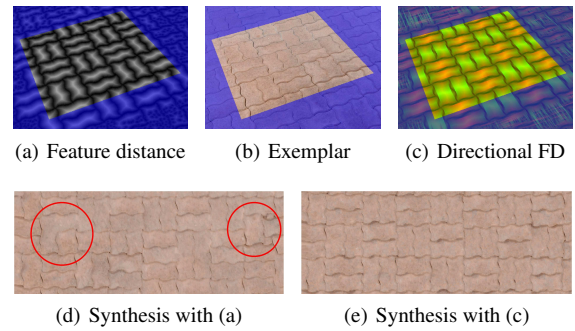 (a) Feature distance
(b) Exemplar
(c) Directional FD
(d) Synthesis with (a)
(e) Synthesis with (c)